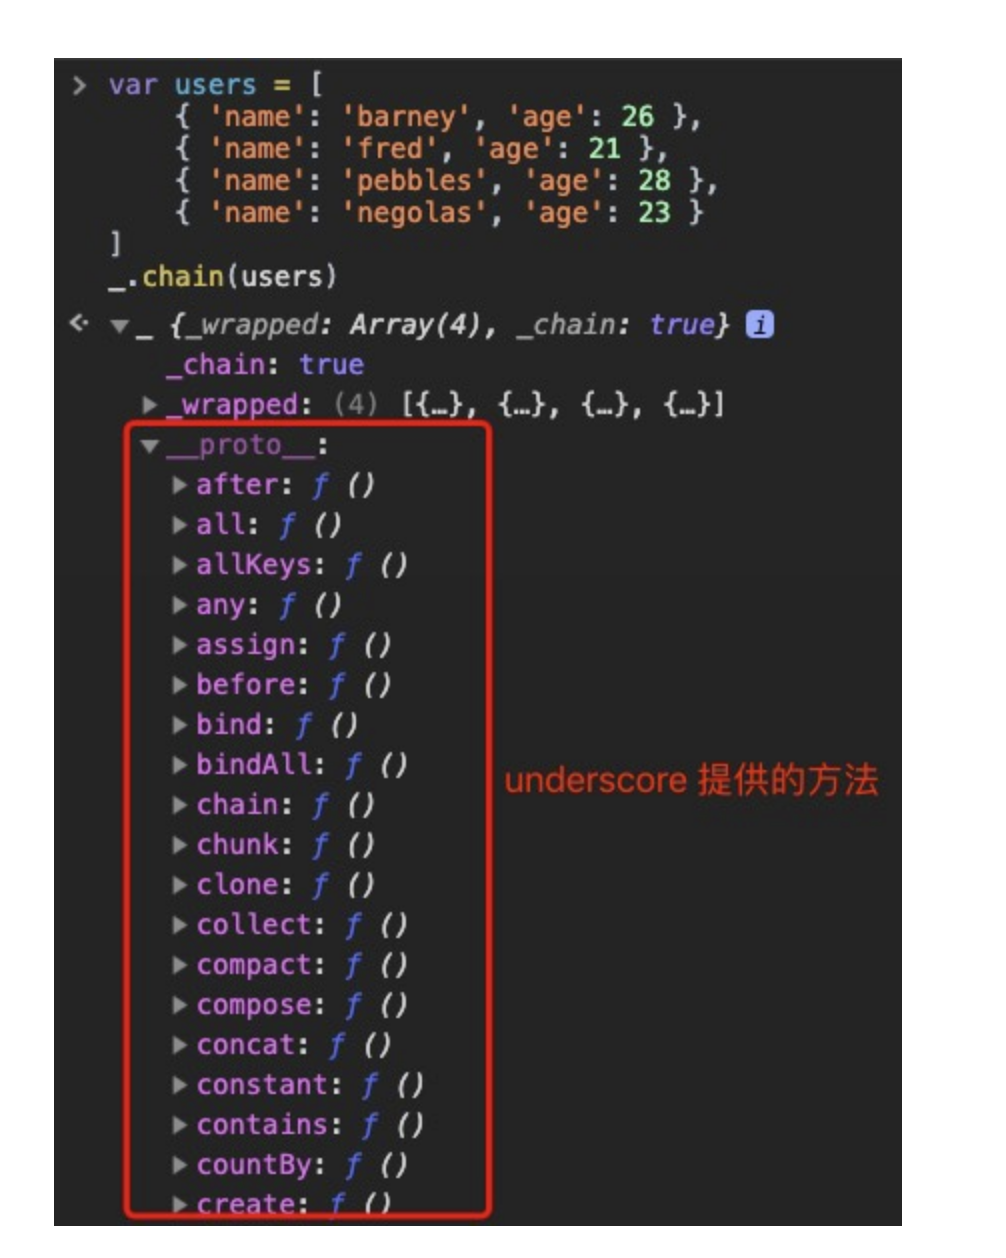 > var users = [
{ 'name': 'barney', 'age': 26 },
{ 'name': 'fred', 'age': 21 },
{ 'name': 'pebbles', 'age': 28 },
{ 'name': 'negolas', 'age': 23 }
]
_.chain(users)
<· ▼_ {_wrapped: Array(4), _chain: true} i
_chain: true
▶_wrapped: (4) [{…}, {…}, {…}, {…}]
▼__proto__:
▶after: ƒ ()
▶all: ƒ ()
▶allKeys: ƒ ()
▶any: ƒ ()
▶assign: ƒ ()
▶before: ƒ ()
▶bind: ƒ ()
▶bindAll: ƒ ()
underscore 提供的方法
▶chain: ƒ ()
▶chunk: ƒ ()
▶clone: ƒ ()
▶collect: ƒ ()
▶compact: ƒ ()
▶compose: ƒ ()
▶concat: ƒ ()
▶constant: ƒ ()
▶contains: ƒ ()
▶countBy: ƒ ()
▶create: ƒ ()